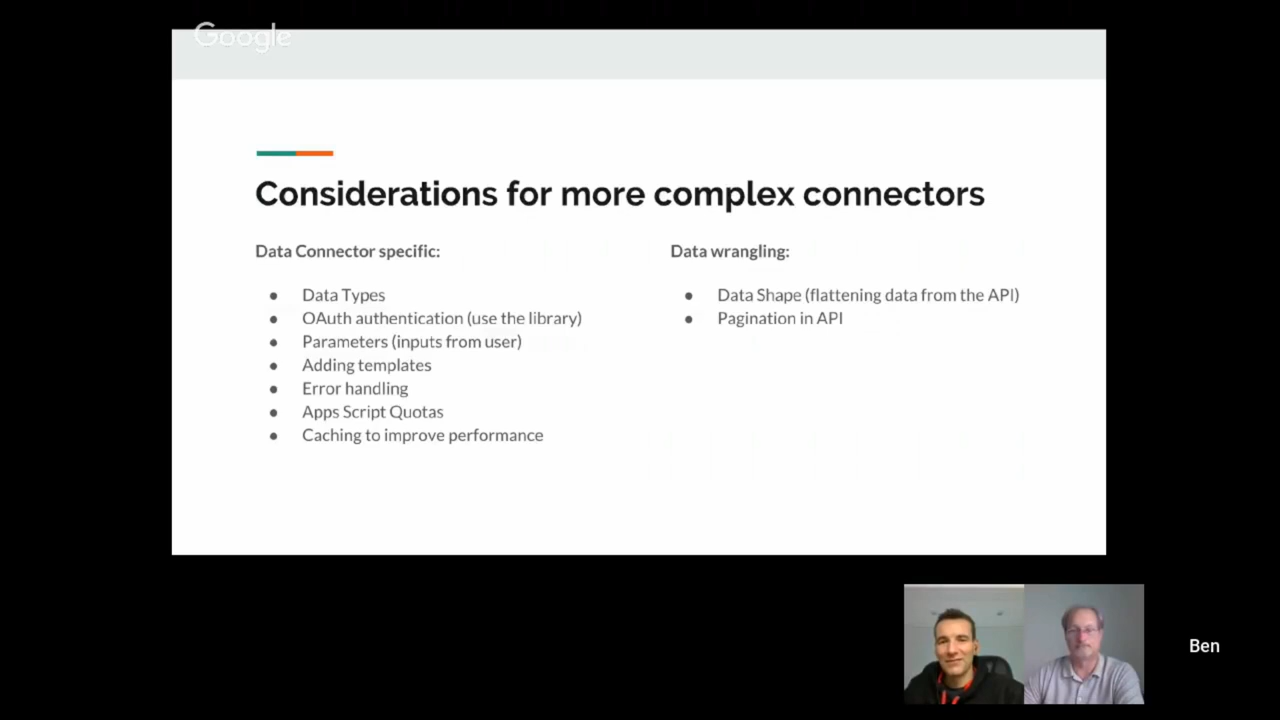 Google
Considerations for more complex connectors
Data Connector specific:
● Data Types
● OAuth authentication (use the library)
● Parameters (inputs from user)
● Adding templates
● Error handling
● Apps Script Quotas
● Caching to improve performance
Data wrangling:
● Data Shape (flattening data from the API)
● Pagination in API
Ben